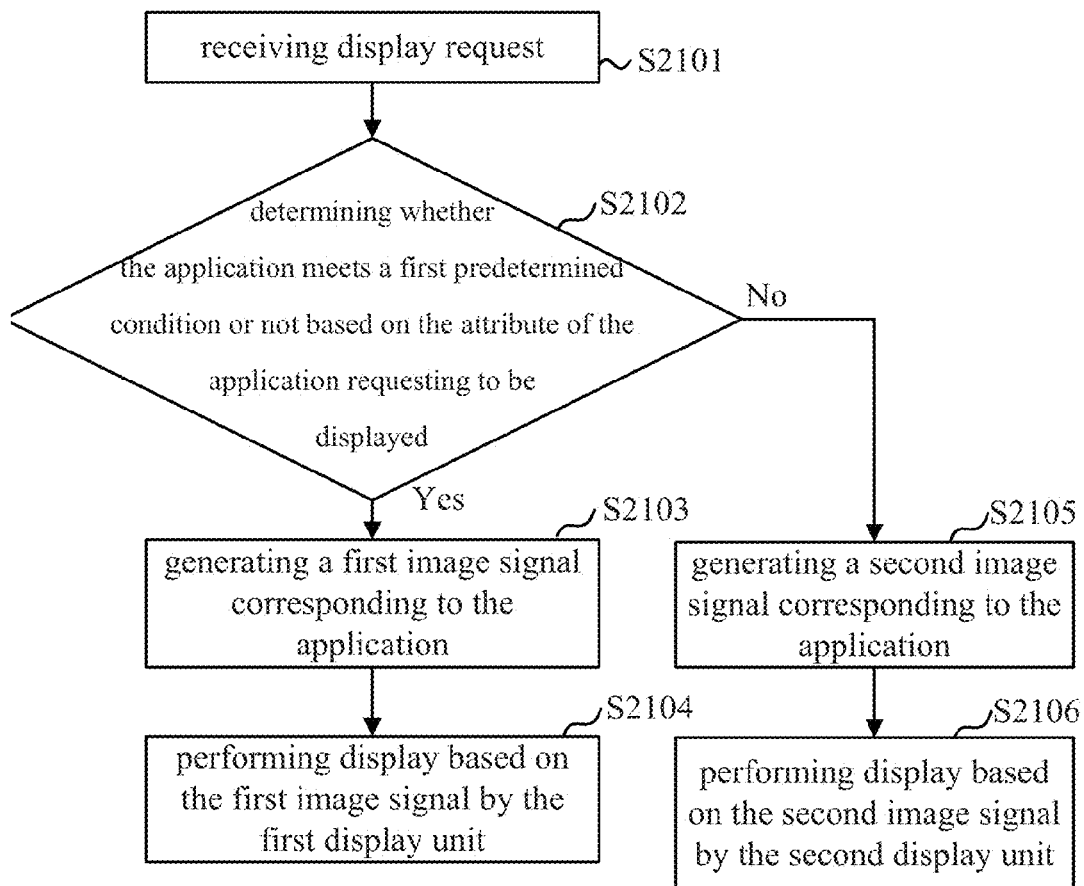 receiving display request
S2101
determining whether
S2102
the application meets a first predetermined
condition or not based on the attribute of the
application requesting to be
displayed
No
Yes
S2103
generating a first image signal
corresponding to the
application
S2105
generating a second image
signal corresponding to the
application
S2104
performing display based on
the first image signal by the
first display unit
S2106
performing display based
on the second image signal
by the second display unit